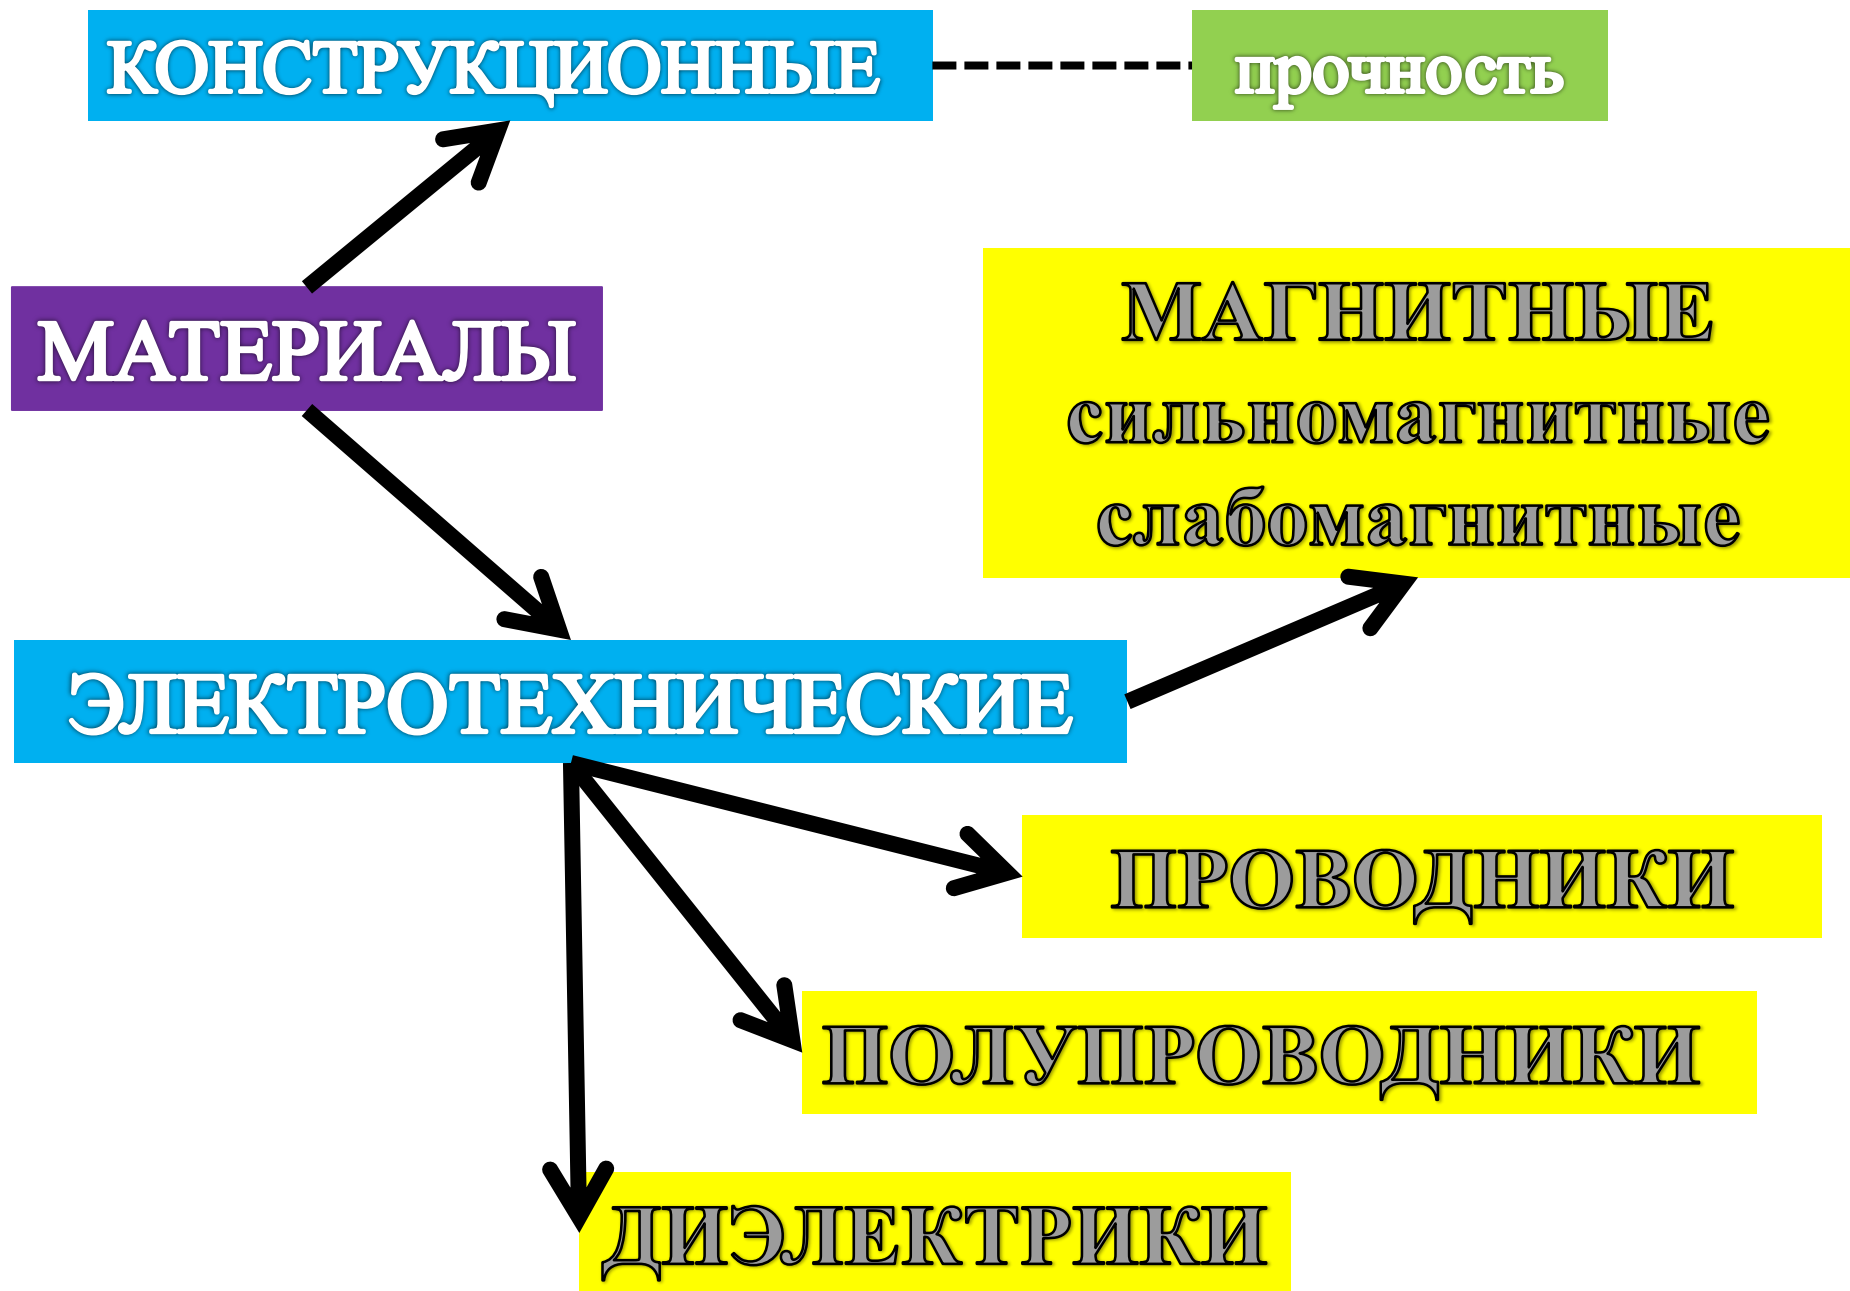 КОНСТРУКЦИОННЫЕ
прочность
МАТЕРИАЛЫ
МАГНИТНЫЕ
сильномагнитные
слабомагнитные
ЭЛЕКТРОТЕХНИЧЕСКИЕ
ПРОВОДНИКИ
ПОЛУПРОВОДНИКИ
ДИЭЛЕКТРИКИ